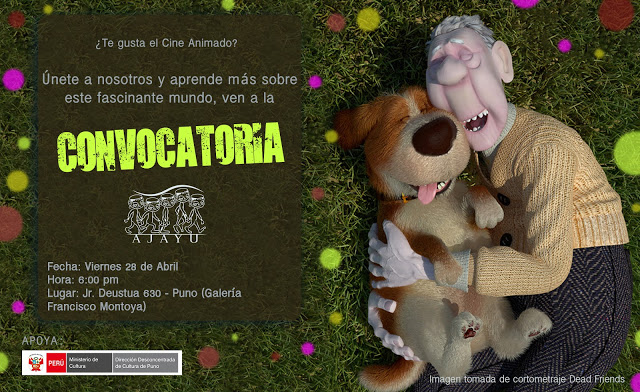 ¿Te gusta el Cine Animado?
Únete a nosotros y aprende más sobre
este fascinante mundo, ven a la
CONVOCATORIA
AJAYU
Fecha: Viernes 28 de Abril
Hora: 6:00 pm
Lugar: Jr. Deustua 630 - Puno (Galería
Francisco Montoya)
APOYA:
PERÚ
Ministerio de
Cultura
Dirección Desconcentrada
de Cultura de Puno
Imagen tomada de cortometraje Dead Friends